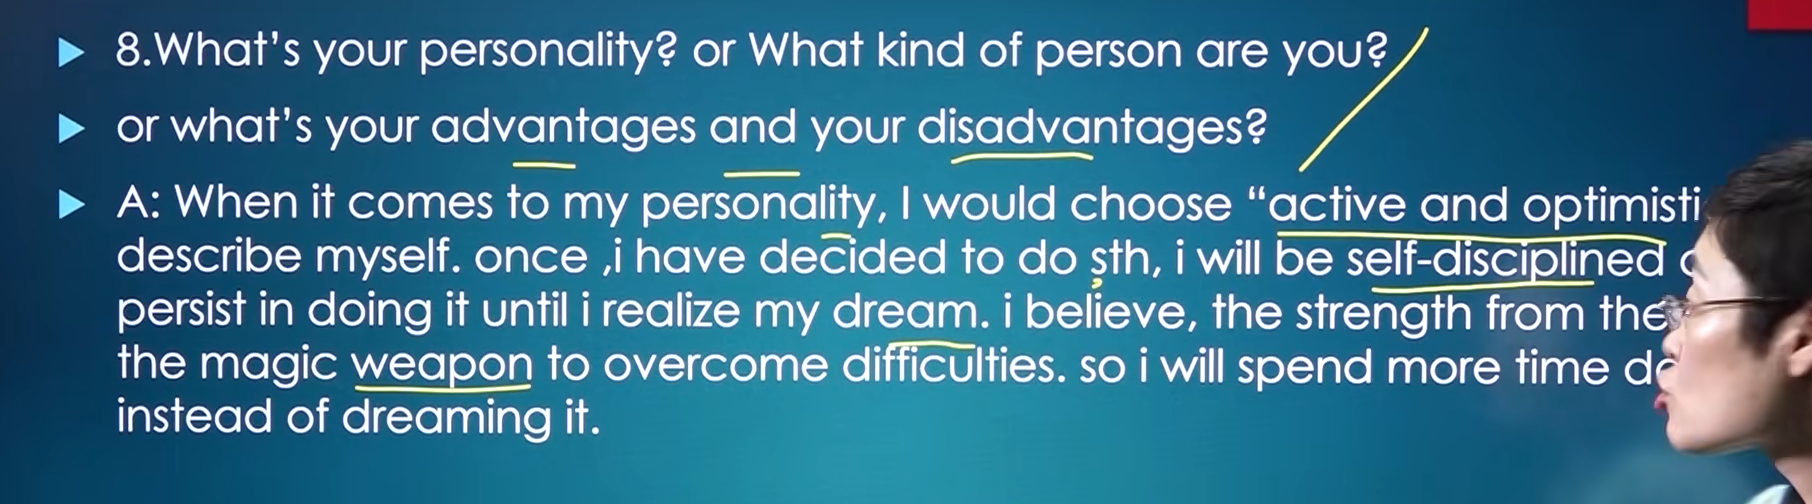 8.What's your personality? or What kind of person are you?
or what's your advantages and your disadvantages?
A: When it comes to my personality, I would choose “active and
describe myself. once ,i have decided to do sth, i will be self-disciplined
persist in doing it until i realize my dream. i believe, the strength from
the magic weapon to overcome difficulties. so i will spend more time
instead of dreaming it.